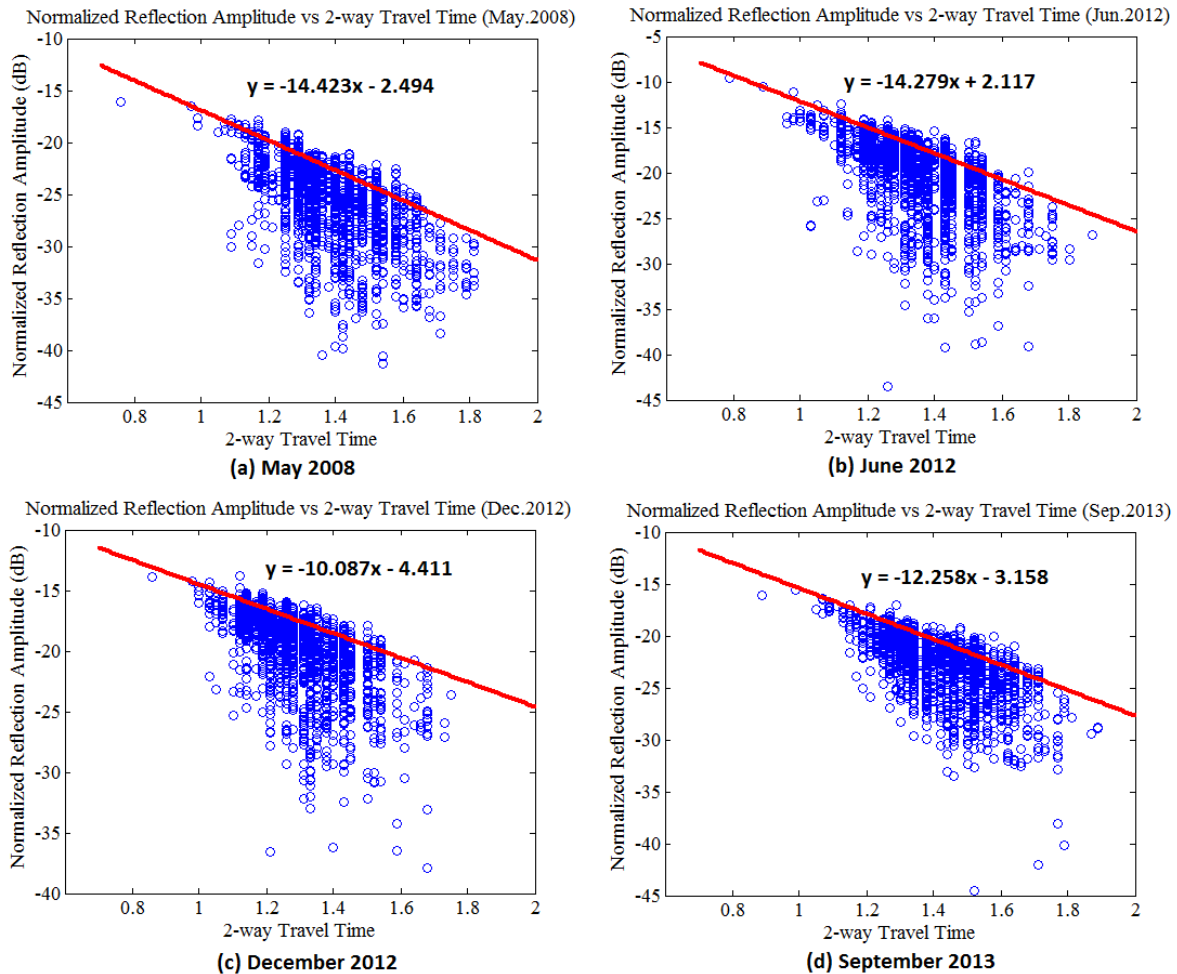 Normalized Reflection Amplitude vs 2-way Travel Time (May.2008)
Normalized Reflection Amplitude (dB)
-10
-15
-20
-25
-30
-35
-40
-45
y = -14.423x - 2.494
0.8 1 1.2 1.4 1.6 1.8 2
2-way Travel Time
(a) May 2008
Normalized Reflection Amplitude vs 2-way Travel Time (Jun.2012)
Normalized Reflection Amplitude (dB)
-5
-10
-15
-20
-25
-30
-35
-40
-45
y = -14.279x + 2.117
0.8 1 1.2 1.4 1.6 1.8 2
2-way Travel Time
(b) June 2012
Normalized Reflection Amplitude vs 2-way Travel Time (Dec.2012)
Normalized Reflection Amplitude (dB)
-10
-15
-20
-25
-30
-35
-40
y = -10.087x - 4.411
0.8 1 1.2 1.4 1.6 1.8 2
2-way Travel Time
(c) December 2012
Normalized Reflection Amplitude vs 2-way Travel Time (Sep.2013)
Normalized Reflection Amplitude (dB)
-10
-15
-20
-25
-30
-35
-40
-45
y = -12.258x - 3.158
0.8 1 1.2 1.4 1.6 1.8 2
2-way Travel Time
(d) September 2013